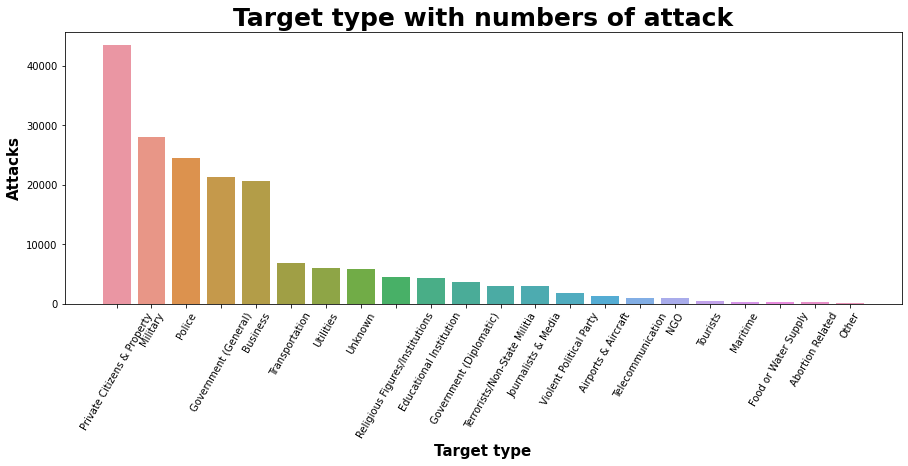 Target type with numbers of attack
Attacks
40000
30000
20000
10000
0
Private Citizens & Property
Military
Police
Government (General)
Business
Transportation
Utilities
Unknown
Religious Figures/Institutions
Educational Institution
Government (Diplomatic)
Terrorists/Non-State Militia
Journalists & Media
Violent Political Party
Airports & Aircraft
Telecommunication
NGO
Tourists
Maritime
Food or Water Supply
Abortion Related
Other
Target type